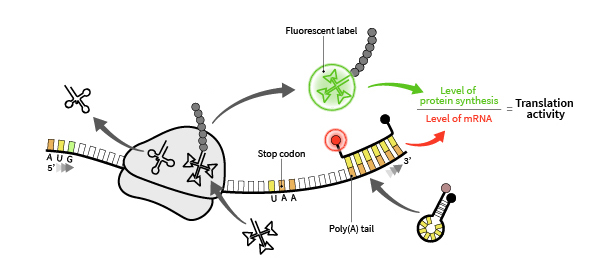 Fluorescent label
Level of
protein synthesis
Level of mRNA
= Translation
activity
Stop codon
A U G
5'
U A A
3'
Poly(A) tail